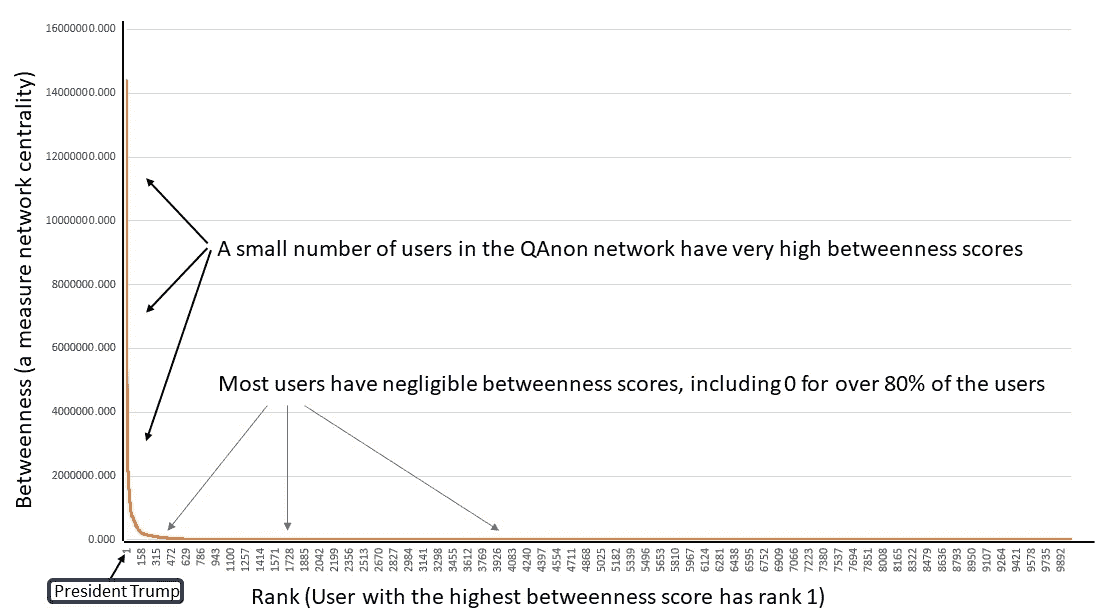 16000000.000
14000000.000
12000000.000
10000000.000
8000000.000
6000000.000
4000000.000
2000000.000
0.000
Betweenness (a measure network centrality)
A small number of users in the QAnon network have very high betweenness scores
Most users have negligible betweenness scores, including 0 for over 80% of the users
1 158 315 472 629 786 943 1100 1257 1414 1571 1728 1885 2042 2199 2356 2513 2670 2827 2984 3141 3298 3455 3612 3769 3926 4083 4240 4397 4554 4711 4868 5025 5182 5339 5496 5653 5810 5967 6124 6281 6438 6595 6752 6909 7066 7223 7380 7537 7694 7851 8008 8165 8322 8479 8636 8793 8950 9107 9264 9421 9578 9735 9892
President Trump
Rank (User with the highest betweenness score has rank 1)